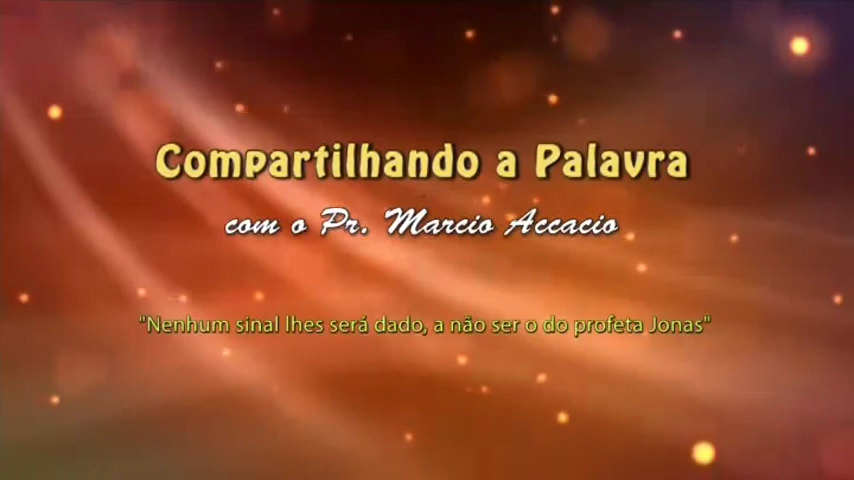 Compartilhando a Palavra
com o Pr. Marcio Accacio
"Nenhum sinal lhes será dado, a não ser o do profeta Jonas"